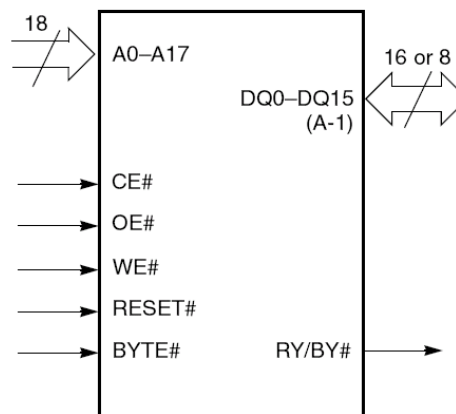 18
A0–A17
16 or 8
DQ0–DQ15
(A-1)
CE#
OE#
WE#
RESET#
BYTE#
RY/BY#